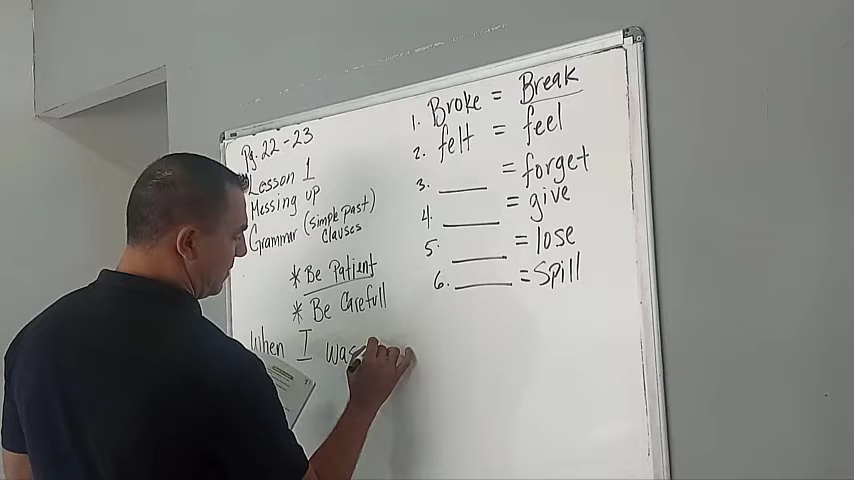 Pg. 22-23
Lesson 1
Messing up
Grammar (simple past)
clauses
* Be Patient
* Be Carefull
When I was
1. Broke = Break
2. felt = feel
3. ____ = forget
4. ____ = give
5. ____ = lose
6. ____ = Spill